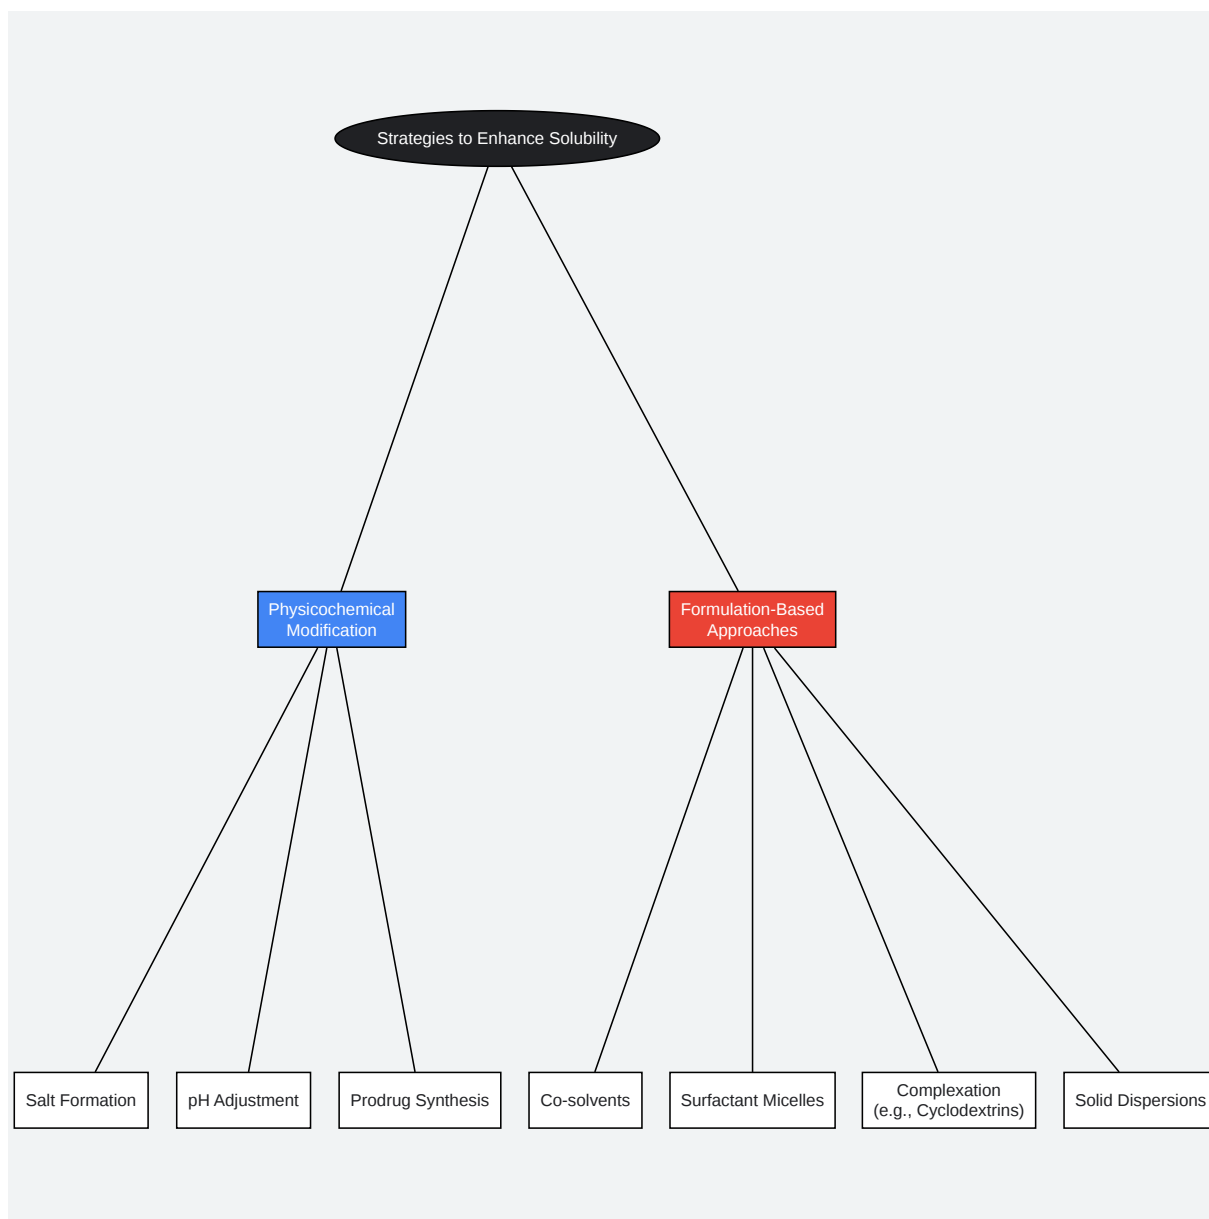 Strategies to Enhance Solubility
Physicochemical
Modification
Formulation-Based
Approaches
Salt Formation
pH Adjustment
Prodrug Synthesis
Co-solvents
Surfactant Micelles
Complexation
(e.g., Cyclodextrins)
Solid Dispersions